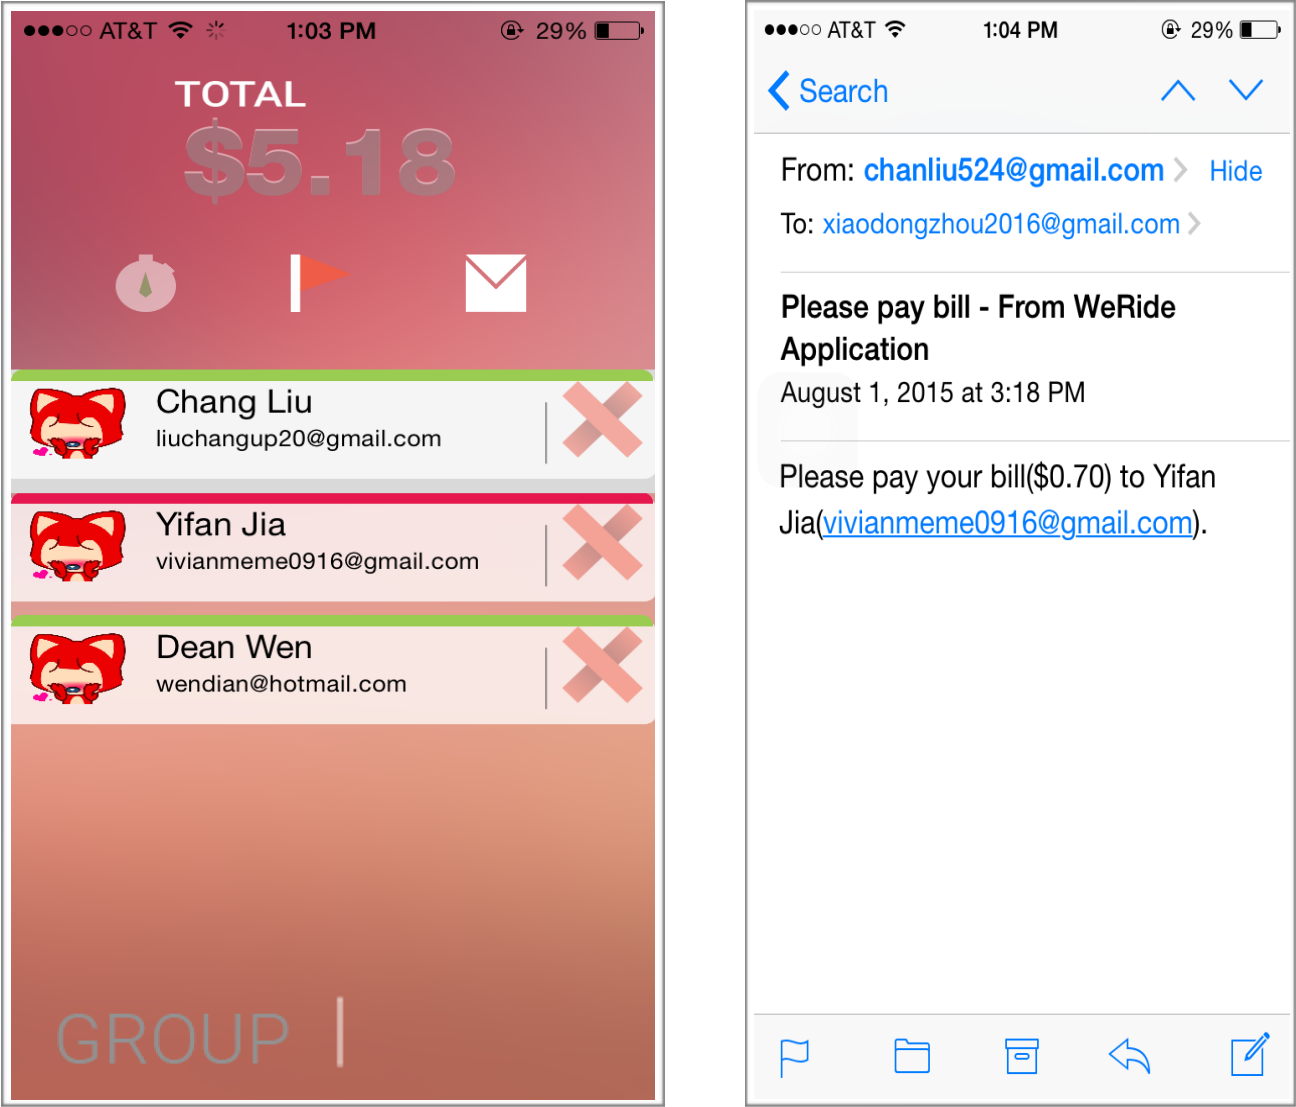 AT&T 1:03 PM 29%
TOTAL
$5.18
Chang Liu
liuchangup20@gmail.com
Yifan Jia
vivianmeme0916@gmail.com
Dean Wen
wendian@hotmail.com
GROUP
AT&T 1:04 PM 29%
Search
From: chanliu524@gmail.com Hide
To: xiaodongzhou2016@gmail.com
Please pay bill - From WeRide
Application
August 1, 2015 at 3:18 PM
Please pay your bill($0.70) to Yifan
Jia(vivianmeme0916@gmail.com).